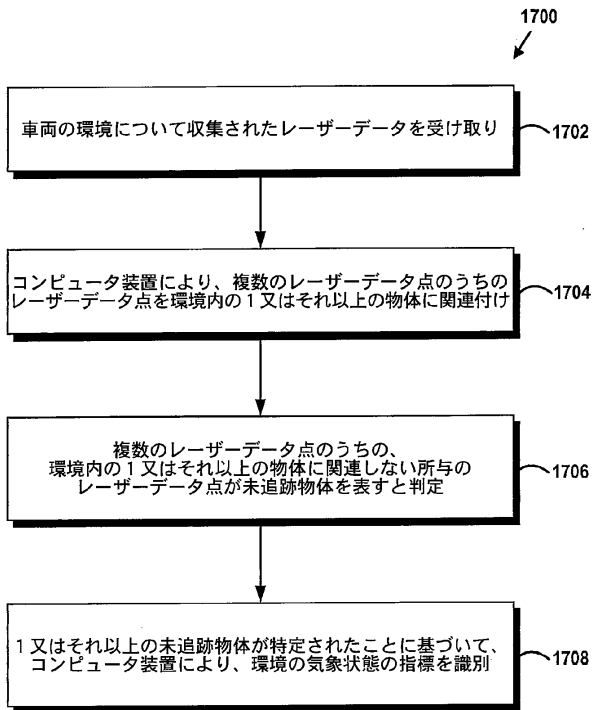 1700
車両の環境について収集されたレーザーデータを受け取り
1702
コンピュータ装置により、複数のレーザーデータ点のうちの
レーザーデータ点を環境内の1又はそれ以上の物体に関連付け
1704
複数のレーザーデータ点のうちの、
環境内の1又はそれ以上の物体に関連しない所与の
レーザーデータ点が未追跡物体を表すと判定
1706
1又はそれ以上の未追跡物体が特定されたことに基づいて、
コンピュータ装置により、環境の気象状態の指標を識別
1708